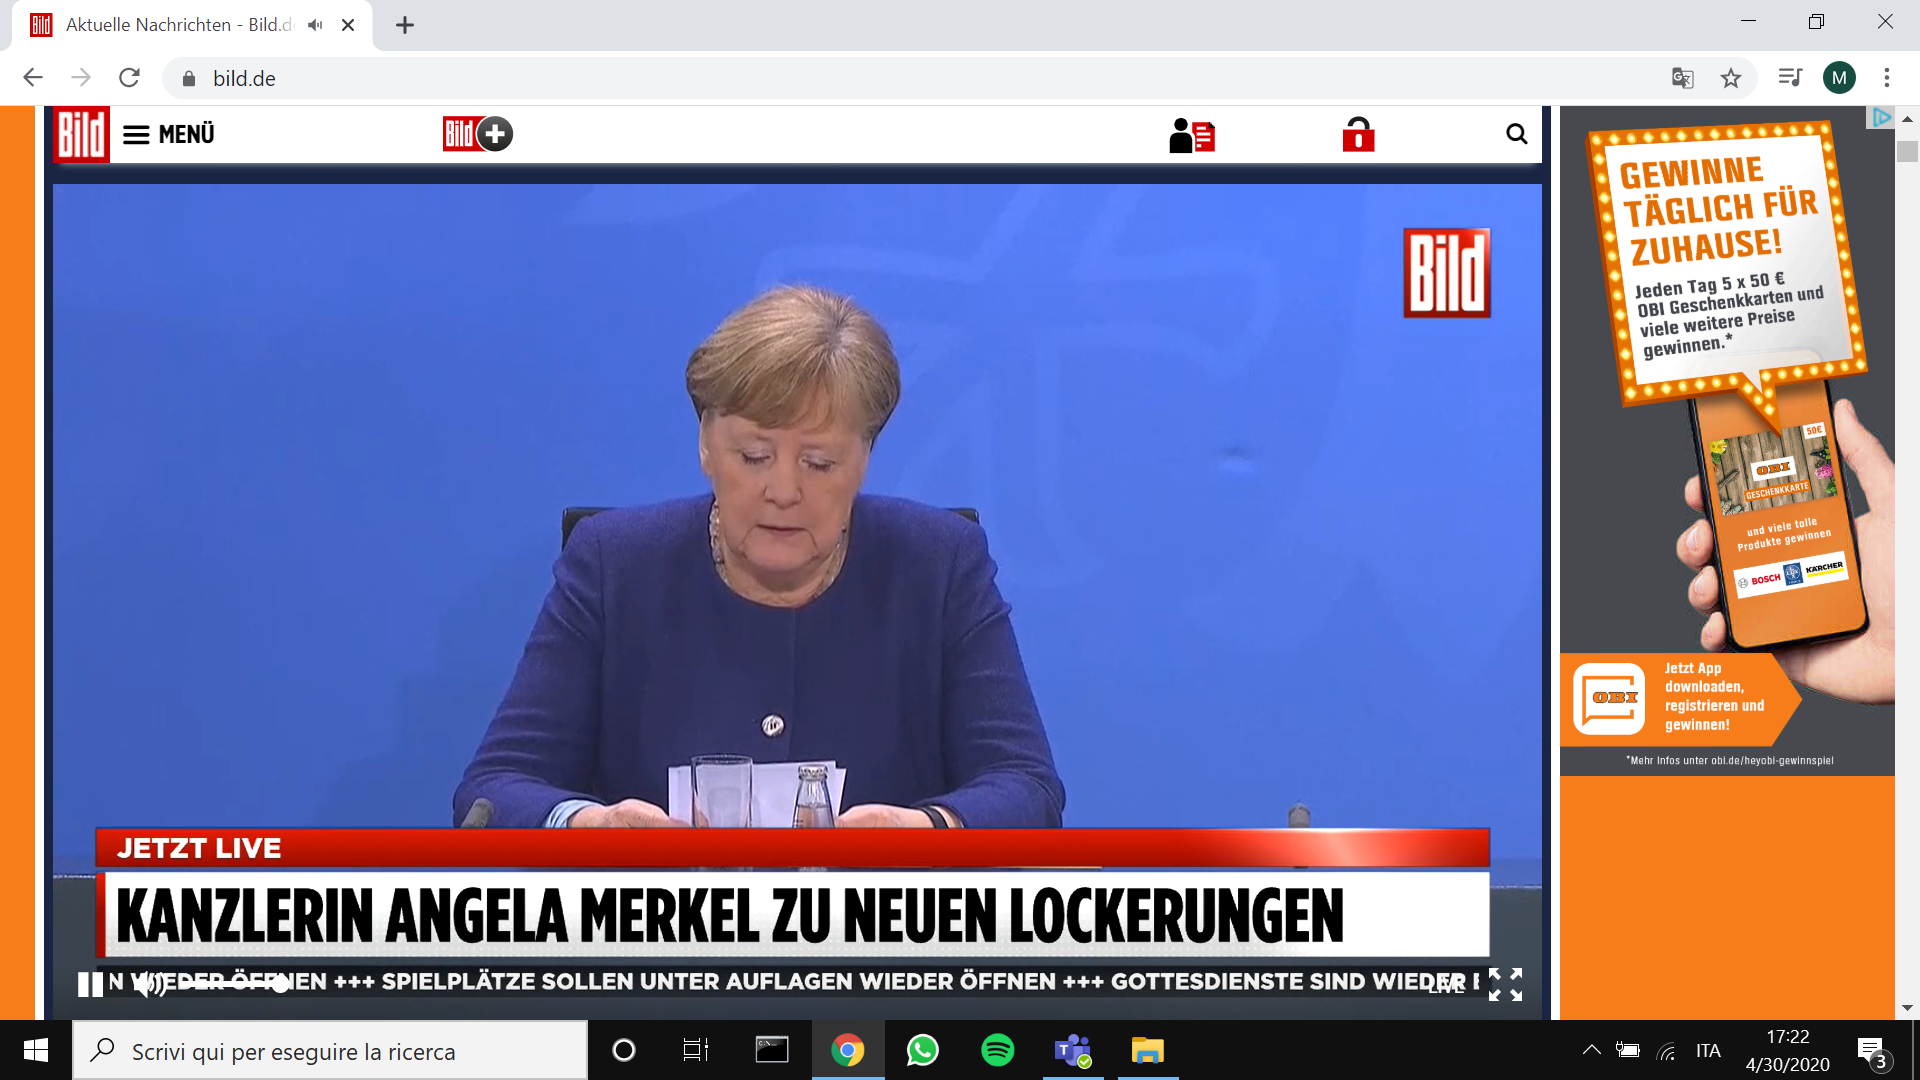 Bild
Aktuelle Nachrichten - Bild.d
bild.de
M
Bild
MENÜ
Bild
Bild
JETZT LIVE
KANZLERIN ANGELA MERKEL ZU NEUEN LOCKERUNGEN
N WIEDER ÖFFNEN +++ SPIELPLÄTZE SOLLEN UNTER AUFLAGEN WIEDER ÖFFNEN +++ GOTTESDIENSTE SIND WIEDER
LIVE
GEWINNE
TÄGLICH FÜR
ZUHAUSE!
Jeden Tag 5 x 50 €
OBI Geschenkkarten und
viele weitere Preise
gewinnen.*
50€
OBI
GESCHENKKARTE
und viele tolle
Produkte gewinnen
BOSCH
KÄRCHER
OBI
Jetzt App
downloaden,
registrieren und
gewinnen!
*Mehr Infos unter obi.de/heyobi-gewinnspiel
Scrivi qui per eseguire la ricerca
ITA
17:22
4/30/2020
3